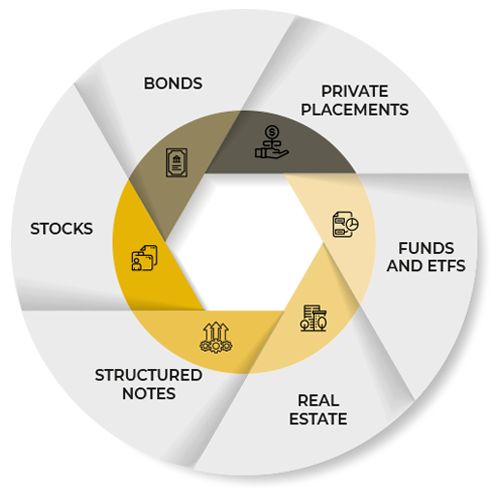 BONDS
PRIVATE
PLACEMENTS
STOCKS
FUNDS
AND ETFS
STRUCTURED
NOTES
REAL
ESTATE
$